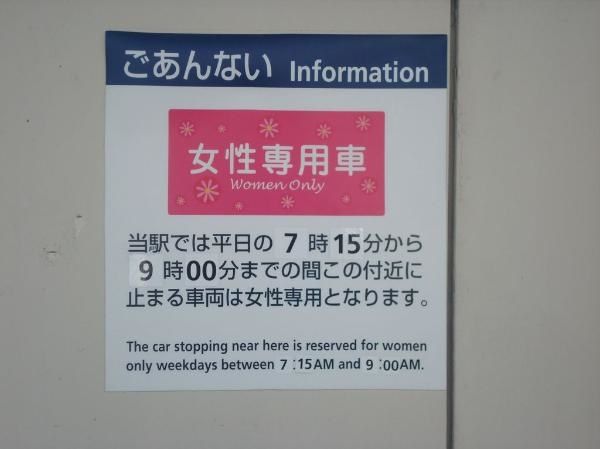 ごあんない Information
女性専用車
Women Only
当駅では平日の 7 時 15分から
9 時00分までの間この付近に
止まる車両は女性専用となります。
The car stopping near here is reserved for women
only weekdays between 7:15AM and 9:00AM.